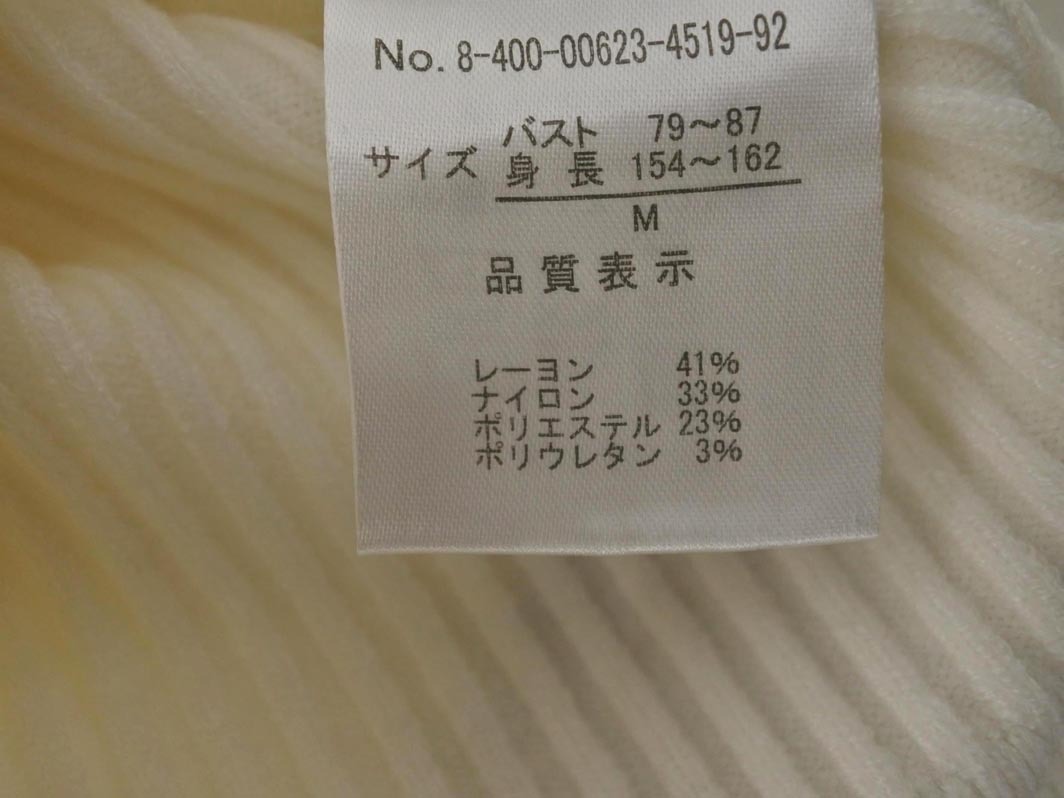 No. 8-400-00623-4519-92
バスト 79～87
サイズ 身長 154～162
M
品質表示
レーヨン 41%
ナイロン 33%
ポリエステル 23%
ポリウレタン 3%